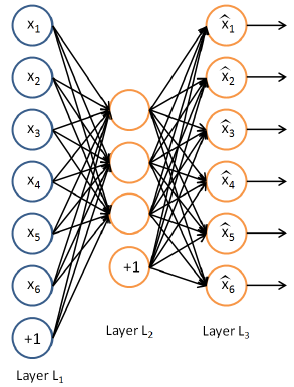 x1
x2
x3
x4
x5
x6
+1
Layer L1
+1
Layer L2
x̂1
x̂2
x̂3
x̂4
x̂5
x̂6
Layer L3